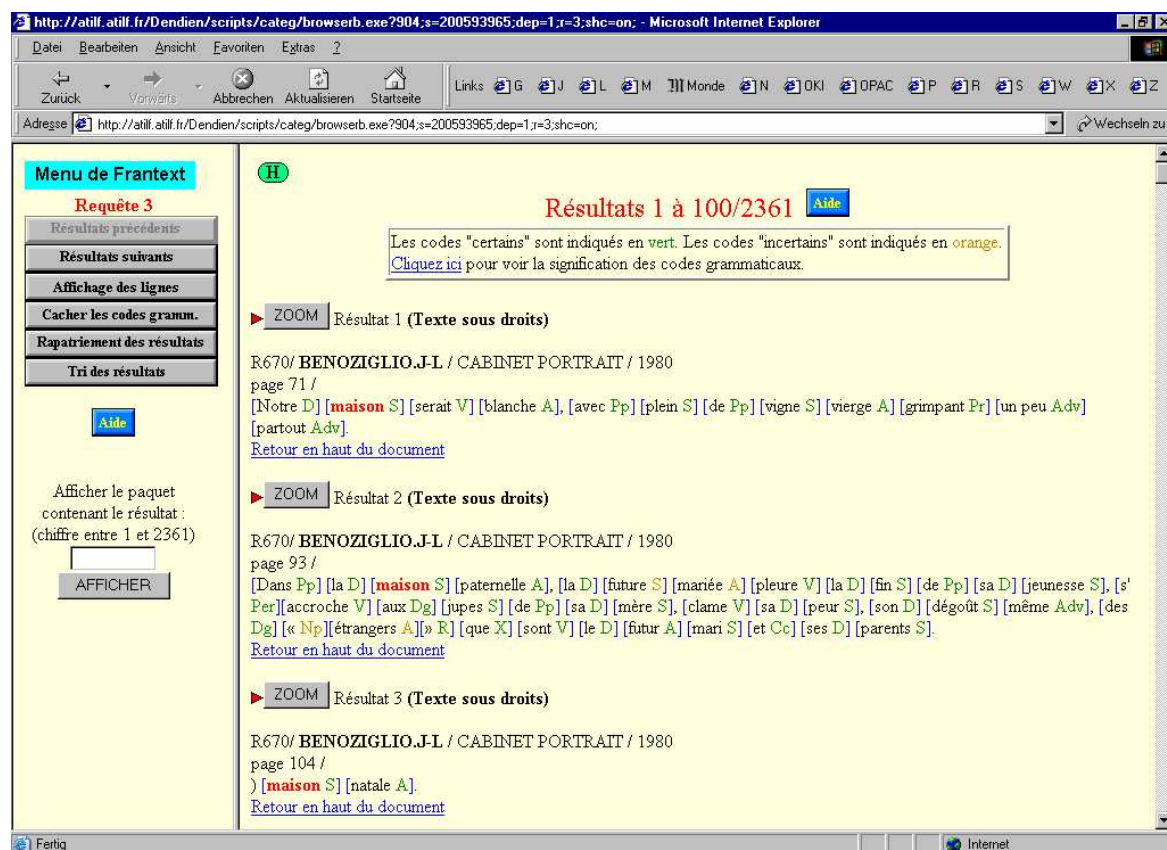 http://atilf.atilf.fr/Dendien/scripts/categ/browserb.exe?904;s=200593965;dep=1;r=3;shc=on; - Microsoft Internet Explorer
Datei Bearbeiten Ansicht Favoriten Extras ?
Zurück Vorwärts Abbrechen Aktualisieren Startseite Links G J L M Monde N OKI OPAC P R S W X Z
Adresse http://atilf.atilf.fr/Dendien/scripts/categ/browserb.exe?904;s=200593965;dep=1;r=3;shc=on; Wechseln zu
Menu de Frantext
Requête 3
Résultats précédents
Résultats suivants
Affichage des lignes
Cacher les codes gramm.
Rapatriement des résultats
Tri des résultats
Aide
Afficher le paquet
contenant le résultat :
(chiffre entre 1 et 2361)
AFFICHER
H
Résultats 1 à 100/2361 Aide
Les codes "certains" sont indiqués en vert. Les codes "incertains" sont indiqués en orange.
Cliquez ici pour voir la signification des codes grammaticaux.
ZOOM Résultat 1 (Texte sous droits)
R670/ BENOZIGLIO.J-L / CABINET PORTRAIT / 1980
page 71 /
[Notre D] [maison S] [serait V] [blanche A], [avec Pp] [plein S] [de Pp] [vigne S] [vierge A] [grimpant Pr] [un peu Adv]
[partout Adv].
Retour en haut du document
ZOOM Résultat 2 (Texte sous droits)
R670/ BENOZIGLIO.J-L / CABINET PORTRAIT / 1980
page 93 /
[Dans Pp] [la D] [maison S] [paternelle A], [la D] [future S] [mariée A] [pleure V] [la D] [fin S] [de Pp] [sa D] [jeunesse S], [s'
Per][accroche V] [aux Dg] [jupes S] [de Pp] [sa D] [mère S], [clame V] [sa D] [peur S], [son D] [dégoût S] [même Adv], [des
Dg] [« Np][étrangers A][» R] [que X] [sont V] [le D] [futur A] [mari S] [et Cc] [ses D] [parents S].
Retour en haut du document
ZOOM Résultat 3 (Texte sous droits)
R670/ BENOZIGLIO.J-L / CABINET PORTRAIT / 1980
page 104 /
) [maison S] [natale A].
Retour en haut du document
Fertig Internet